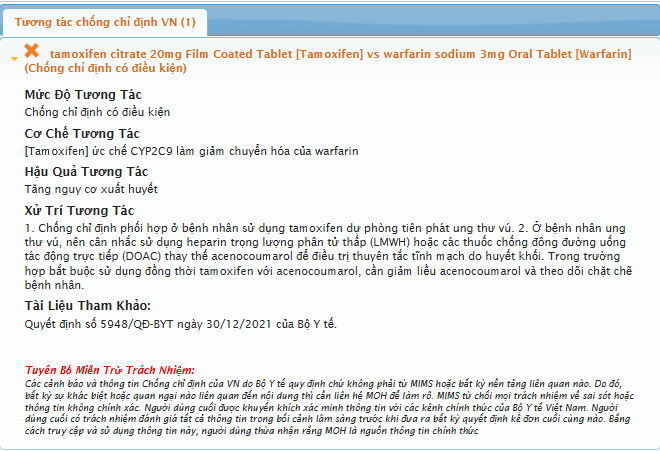 Tương tác chống chỉ định VN (1)
tamoxifen citrate 20mg Film Coated Tablet [Tamoxifen] vs warfarin sodium 3mg Oral Tablet [Warfarin]
(Chống chỉ định có điều kiện)
Mức Độ Tương Tác
Chống chỉ định có điều kiện
Cơ Chế Tương Tác
[Tamoxifen] ức chế CYP2C9 làm giảm chuyển hóa của warfarin
Hậu Quả Tương Tác
Tăng nguy cơ xuất huyết
Xử Trí Tương Tác
1. Chống chỉ định phối hợp ở bệnh nhân sử dụng tamoxifen dự phòng tiên phát ung thư vú. 2. Ở bệnh nhân ung
thư vú, nên cân nhắc sử dụng heparin trọng lượng phân tử thấp (LMWH) hoặc các thuốc chống đông đường uống
tác động trực tiếp (DOAC) thay thế acenocoumarol để điều trị thuyên tắc tĩnh mạch do huyết khối. Trong trường
hợp bắt buộc sử dụng đồng thời tamoxifen với acenocoumarol, cần giảm liều acenocoumarol và theo dõi chặt chẽ
bệnh nhân.
Tài Liệu Tham Khảo:
Quyết định số 5948/QĐ-BYT ngày 30/12/2021 của Bộ Y tế.
Tuyên Bố Miễn Trừ Trách Nhiệm:
Các cảnh báo và thông tin Chống chỉ định của VN do Bộ Y tế quy định chứ không phải từ MIMS hoặc bất kỳ nền tảng liên quan nào. Do đó,
bất kỳ sự khác biệt hoặc quan ngại nào liên quan đến nội dung thì cần liên hệ MOH để làm rõ. MIMS từ chối mọi trách nhiệm về sai sót hoặc
thông tin không chính xác. Người dùng cuối được khuyến khích xác minh thông tin với các kênh chính thức của Bộ Y tế Việt Nam. Người
dùng cuối có trách nhiệm đánh giá tất cả thông tin trong bối cảnh lâm sàng trước khi đưa ra bất kỳ quyết định kê đơn cuối cùng nào. Bằng
cách truy cập và sử dụng thông tin này, người dùng thừa nhận rằng MOH là nguồn thông tin chính thức